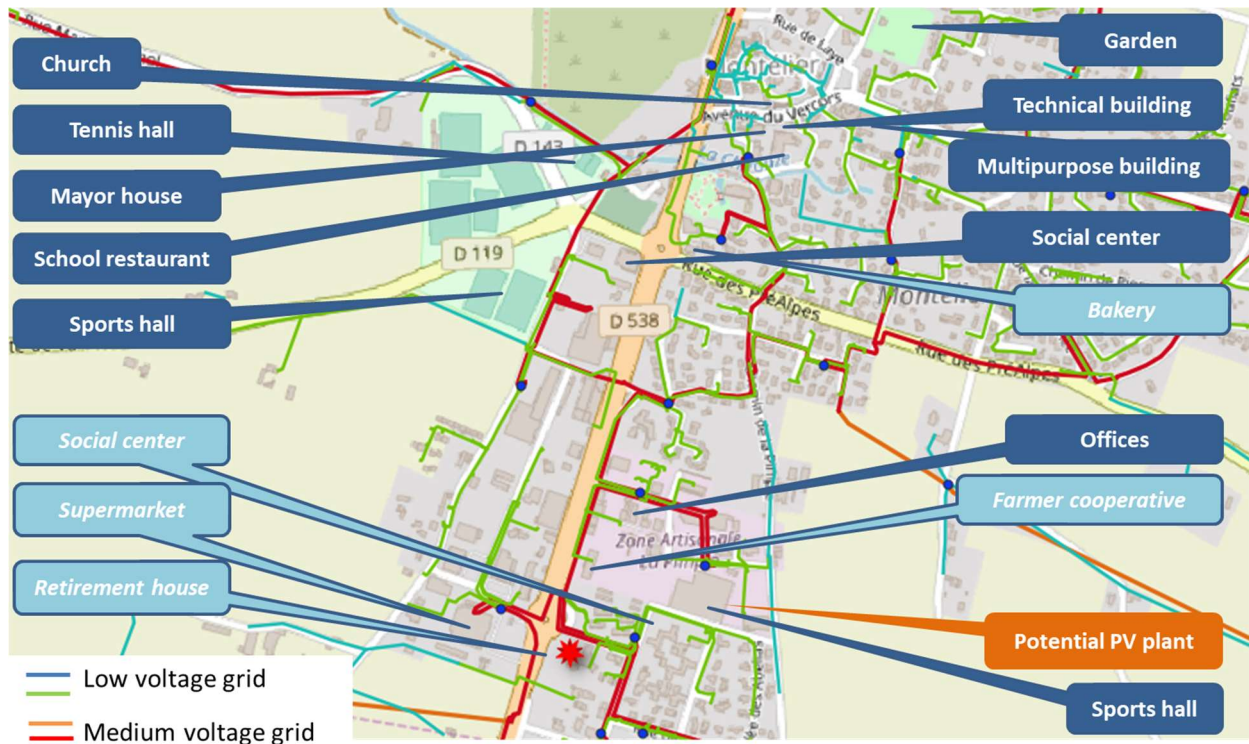 Rue de Laye
Garden
Church
Montelier
Technical building
Avenue du Vercors
Tennis hall
D 143
Multipurpose building
Mayor house
Social center
School restaurant
D 119
Rue des PréAlpes
Bakery
Sports hall
D 538
Rue des PréAlpes
Social center
Offices
Supermarket
Farmer cooperative
Zone Artisanale
Retirement house
Potential PV plant
Low voltage grid
Sports hall
Medium voltage grid